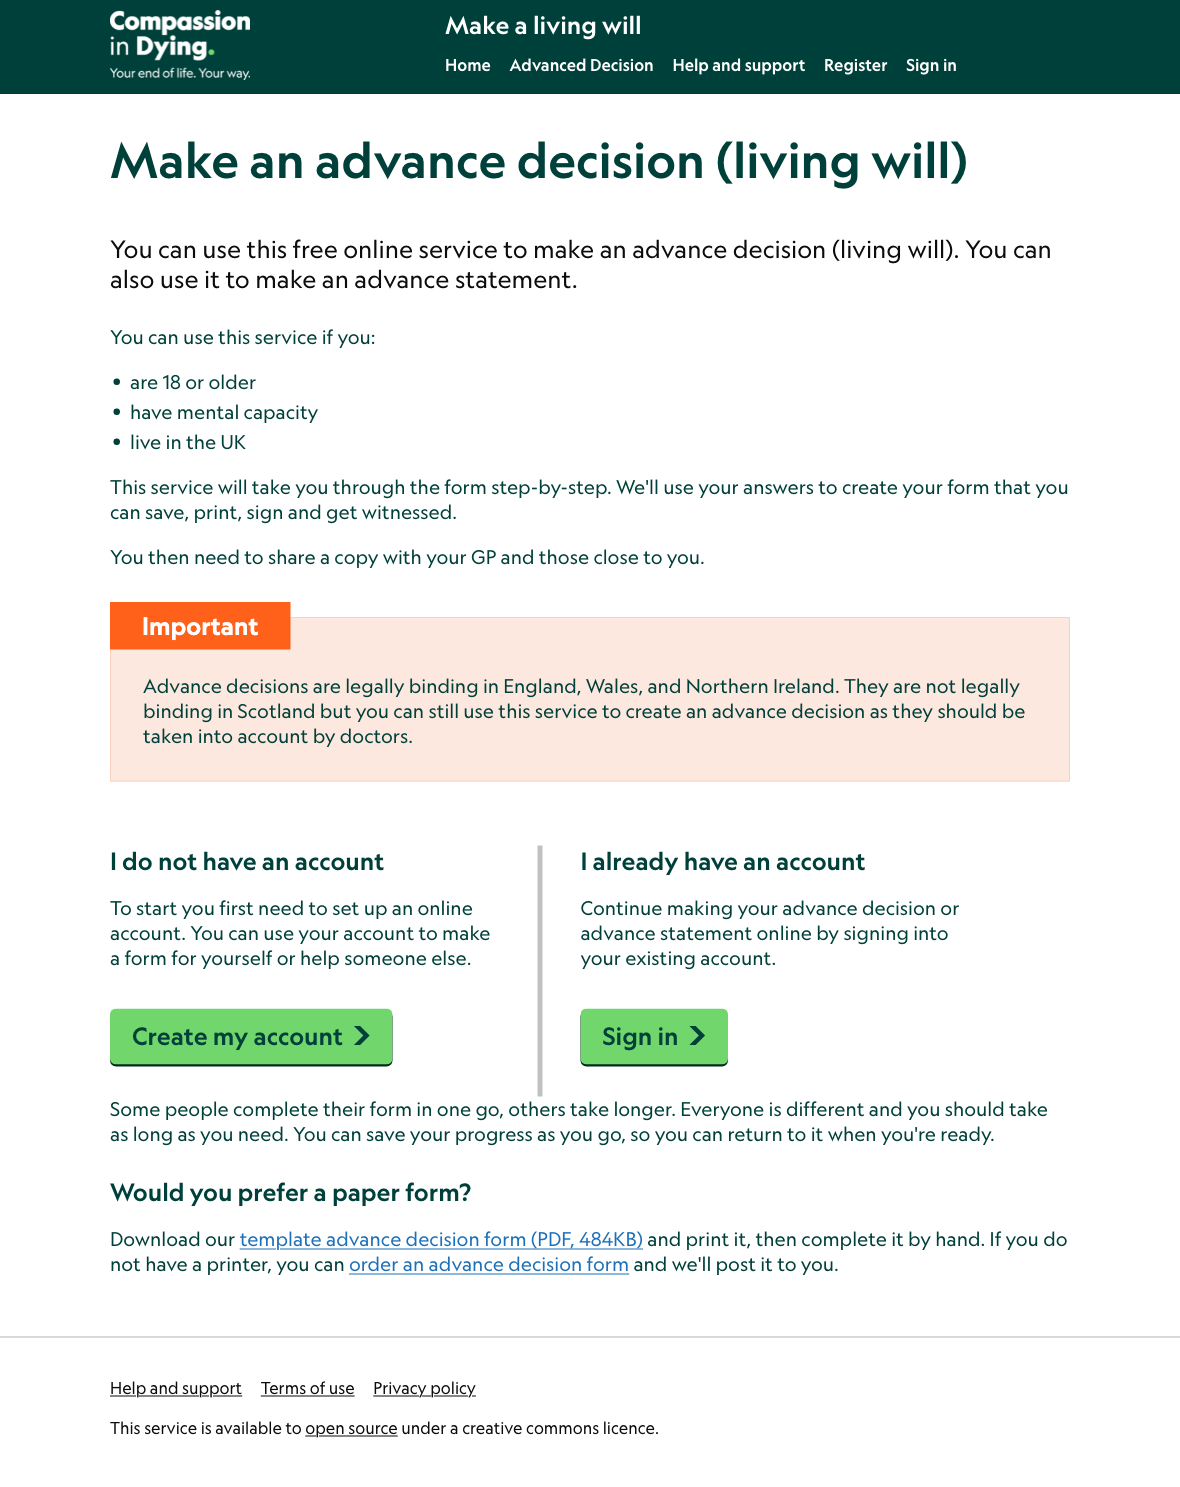 Compassion
in Dying.
Your end of life. Your way.
Make a living will
Home Advanced Decision Help and support Register Sign in
Make an advance decision (living will)
You can use this free online service to make an advance decision (living will). You can
also use it to make an advance statement.
You can use this service if you:
• are 18 or older
• have mental capacity
• live in the UK
This service will take you through the form step-by-step. We'll use your answers to create your form that you
can save, print, sign and get witnessed.
You then need to share a copy with your GP and those close to you.
Important
Advance decisions are legally binding in England, Wales, and Northern Ireland. They are not legally
binding in Scotland but you can still use this service to create an advance decision as they should be
taken into account by doctors.
I do not have an account
To start you first need to set up an online
account. You can use your account to make
a form for yourself or help someone else.
Create my account
I already have an account
Continue making your advance decision or
advance statement online by signing into
your existing account.
Sign in
Some people complete their form in one go, others take longer. Everyone is different and you should take
as long as you need. You can save your progress as you go, so you can return to it when you're ready.
Would you prefer a paper form?
Download our template advance decision form (PDF, 484KB) and print it, then complete it by hand. If you do
not have a printer, you can order an advance decision form and we'll post it to you.
Help and support Terms of use Privacy policy
This service is available to open source under a creative commons licence.